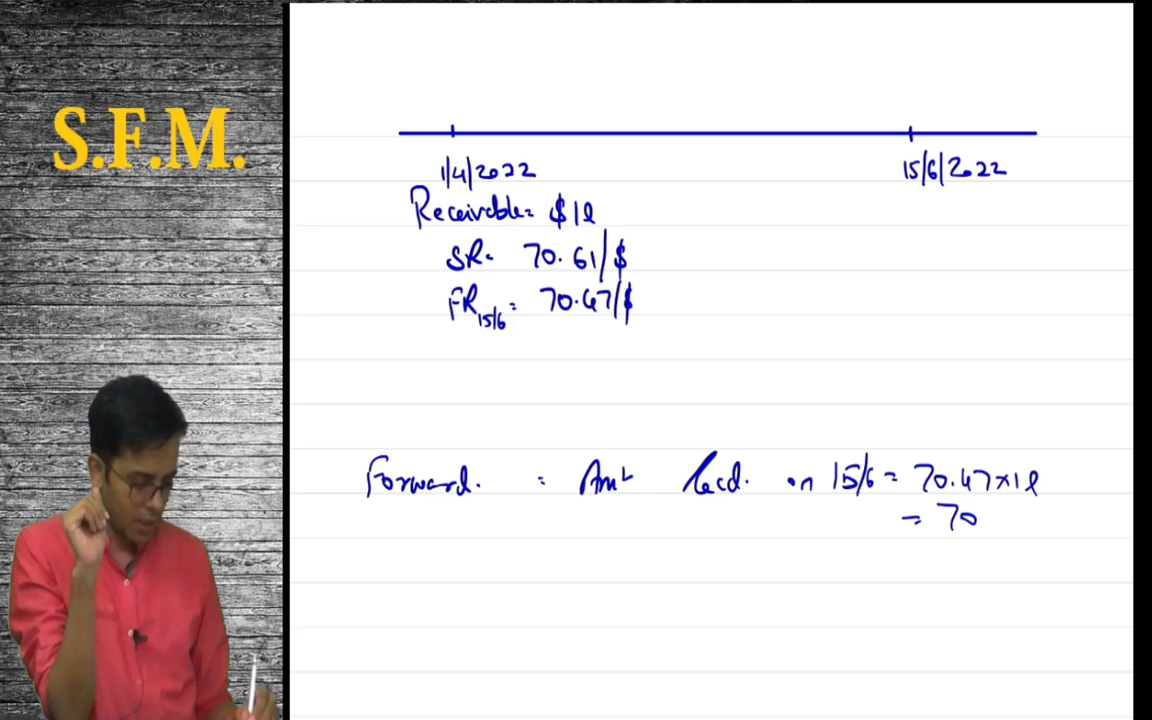 S.F.M.
1/4/2022 15/6/2022
Receivable = $1l
SR = 70.61/$
FR15/6 = 70.47/$
Forward. = Amt Recd. on 15/6 = 70.47×1l
= 70